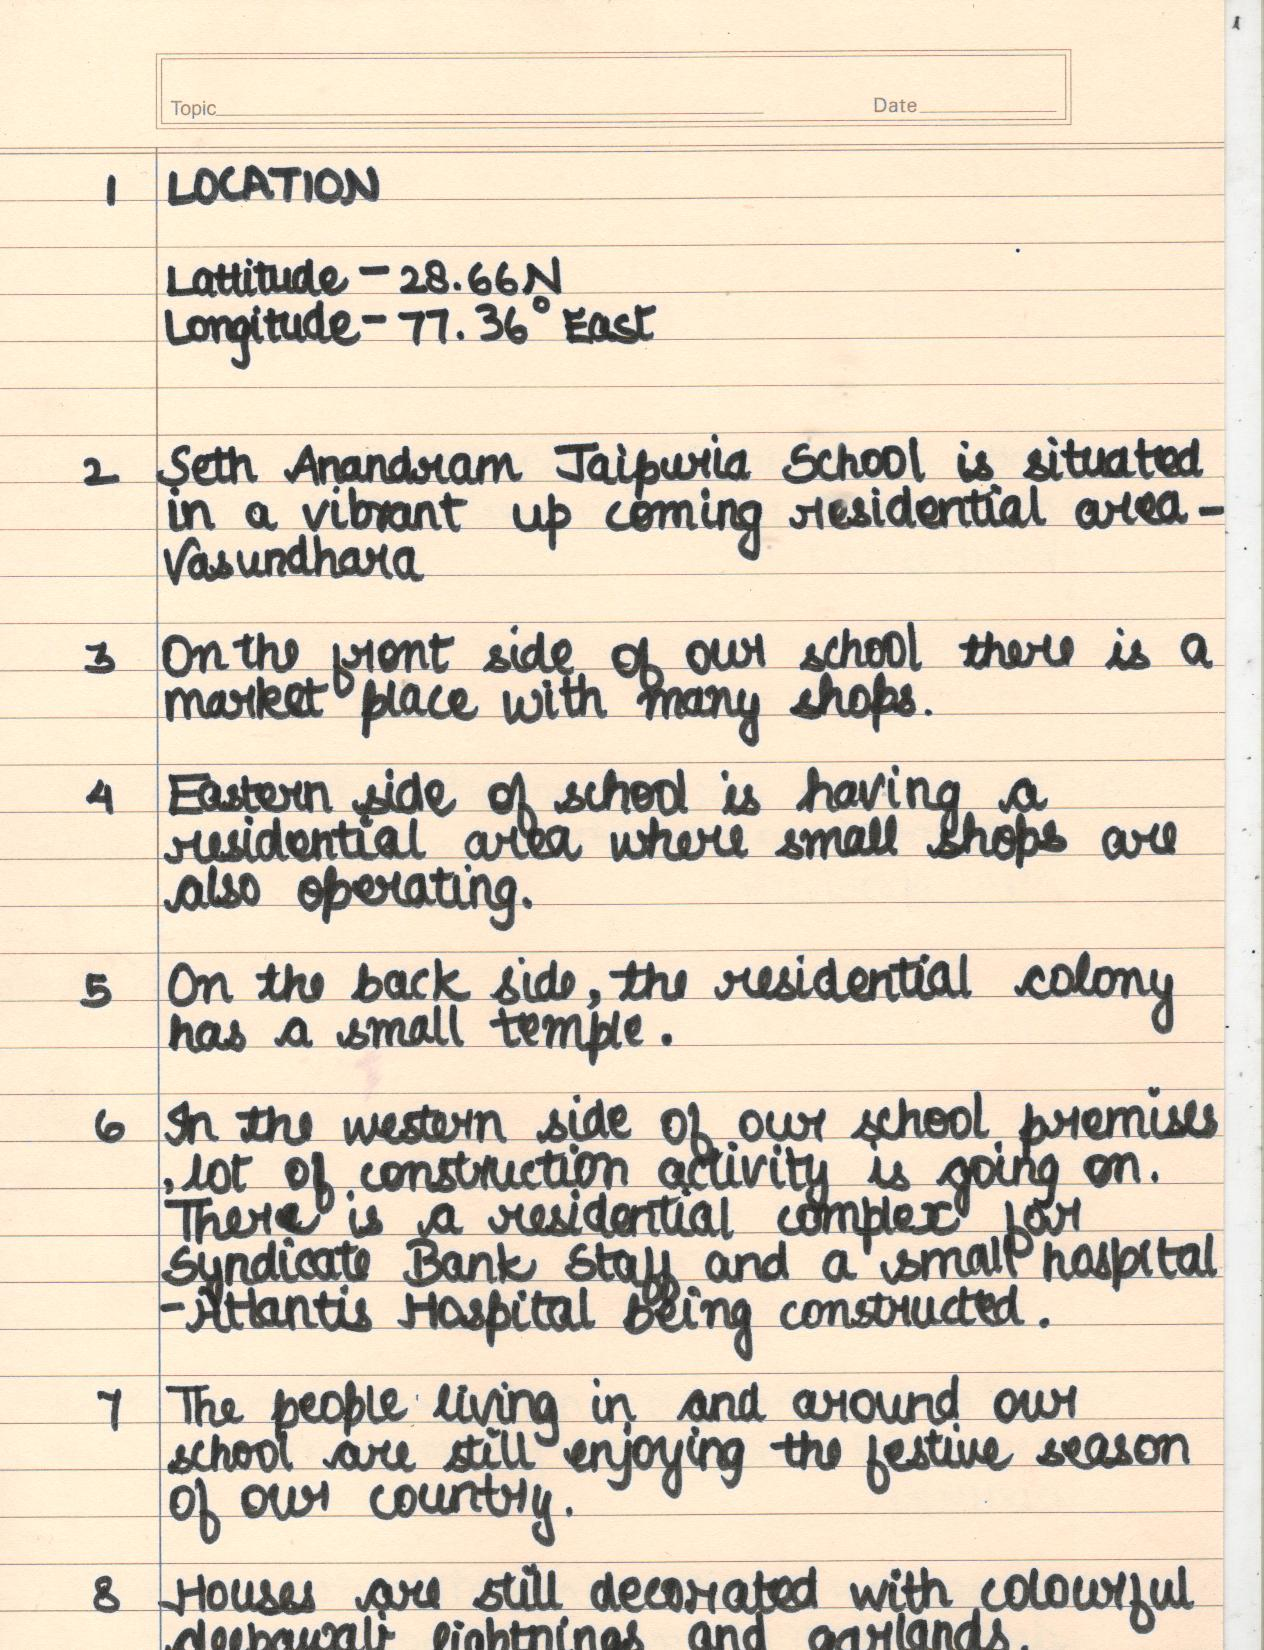 Topic Date
1 LOCATION
Lattitude - 28.66N
Longitude - 77.36° East
2 Seth Anandram Jaipuria School is situated
in a vibrant up coming residential area -
Vasundhara
3 On the front side of our school there is a
market place with many shops.
4 Eastern side of school is having a
residential area where small shops are
also operating.
5 On the back side, the residential colony
has a small temple.
6 In the western side of our school premises
, lot of construction activity is going on.
There is a residential complex for
Syndicate Bank Staff and a small hospital
- Atlantis Hospital being constructed.
7 The people living in and around our
school are still enjoying the festive season
of our country.
8 Houses are still decorated with colourful
deepawali lightnings and garlands.